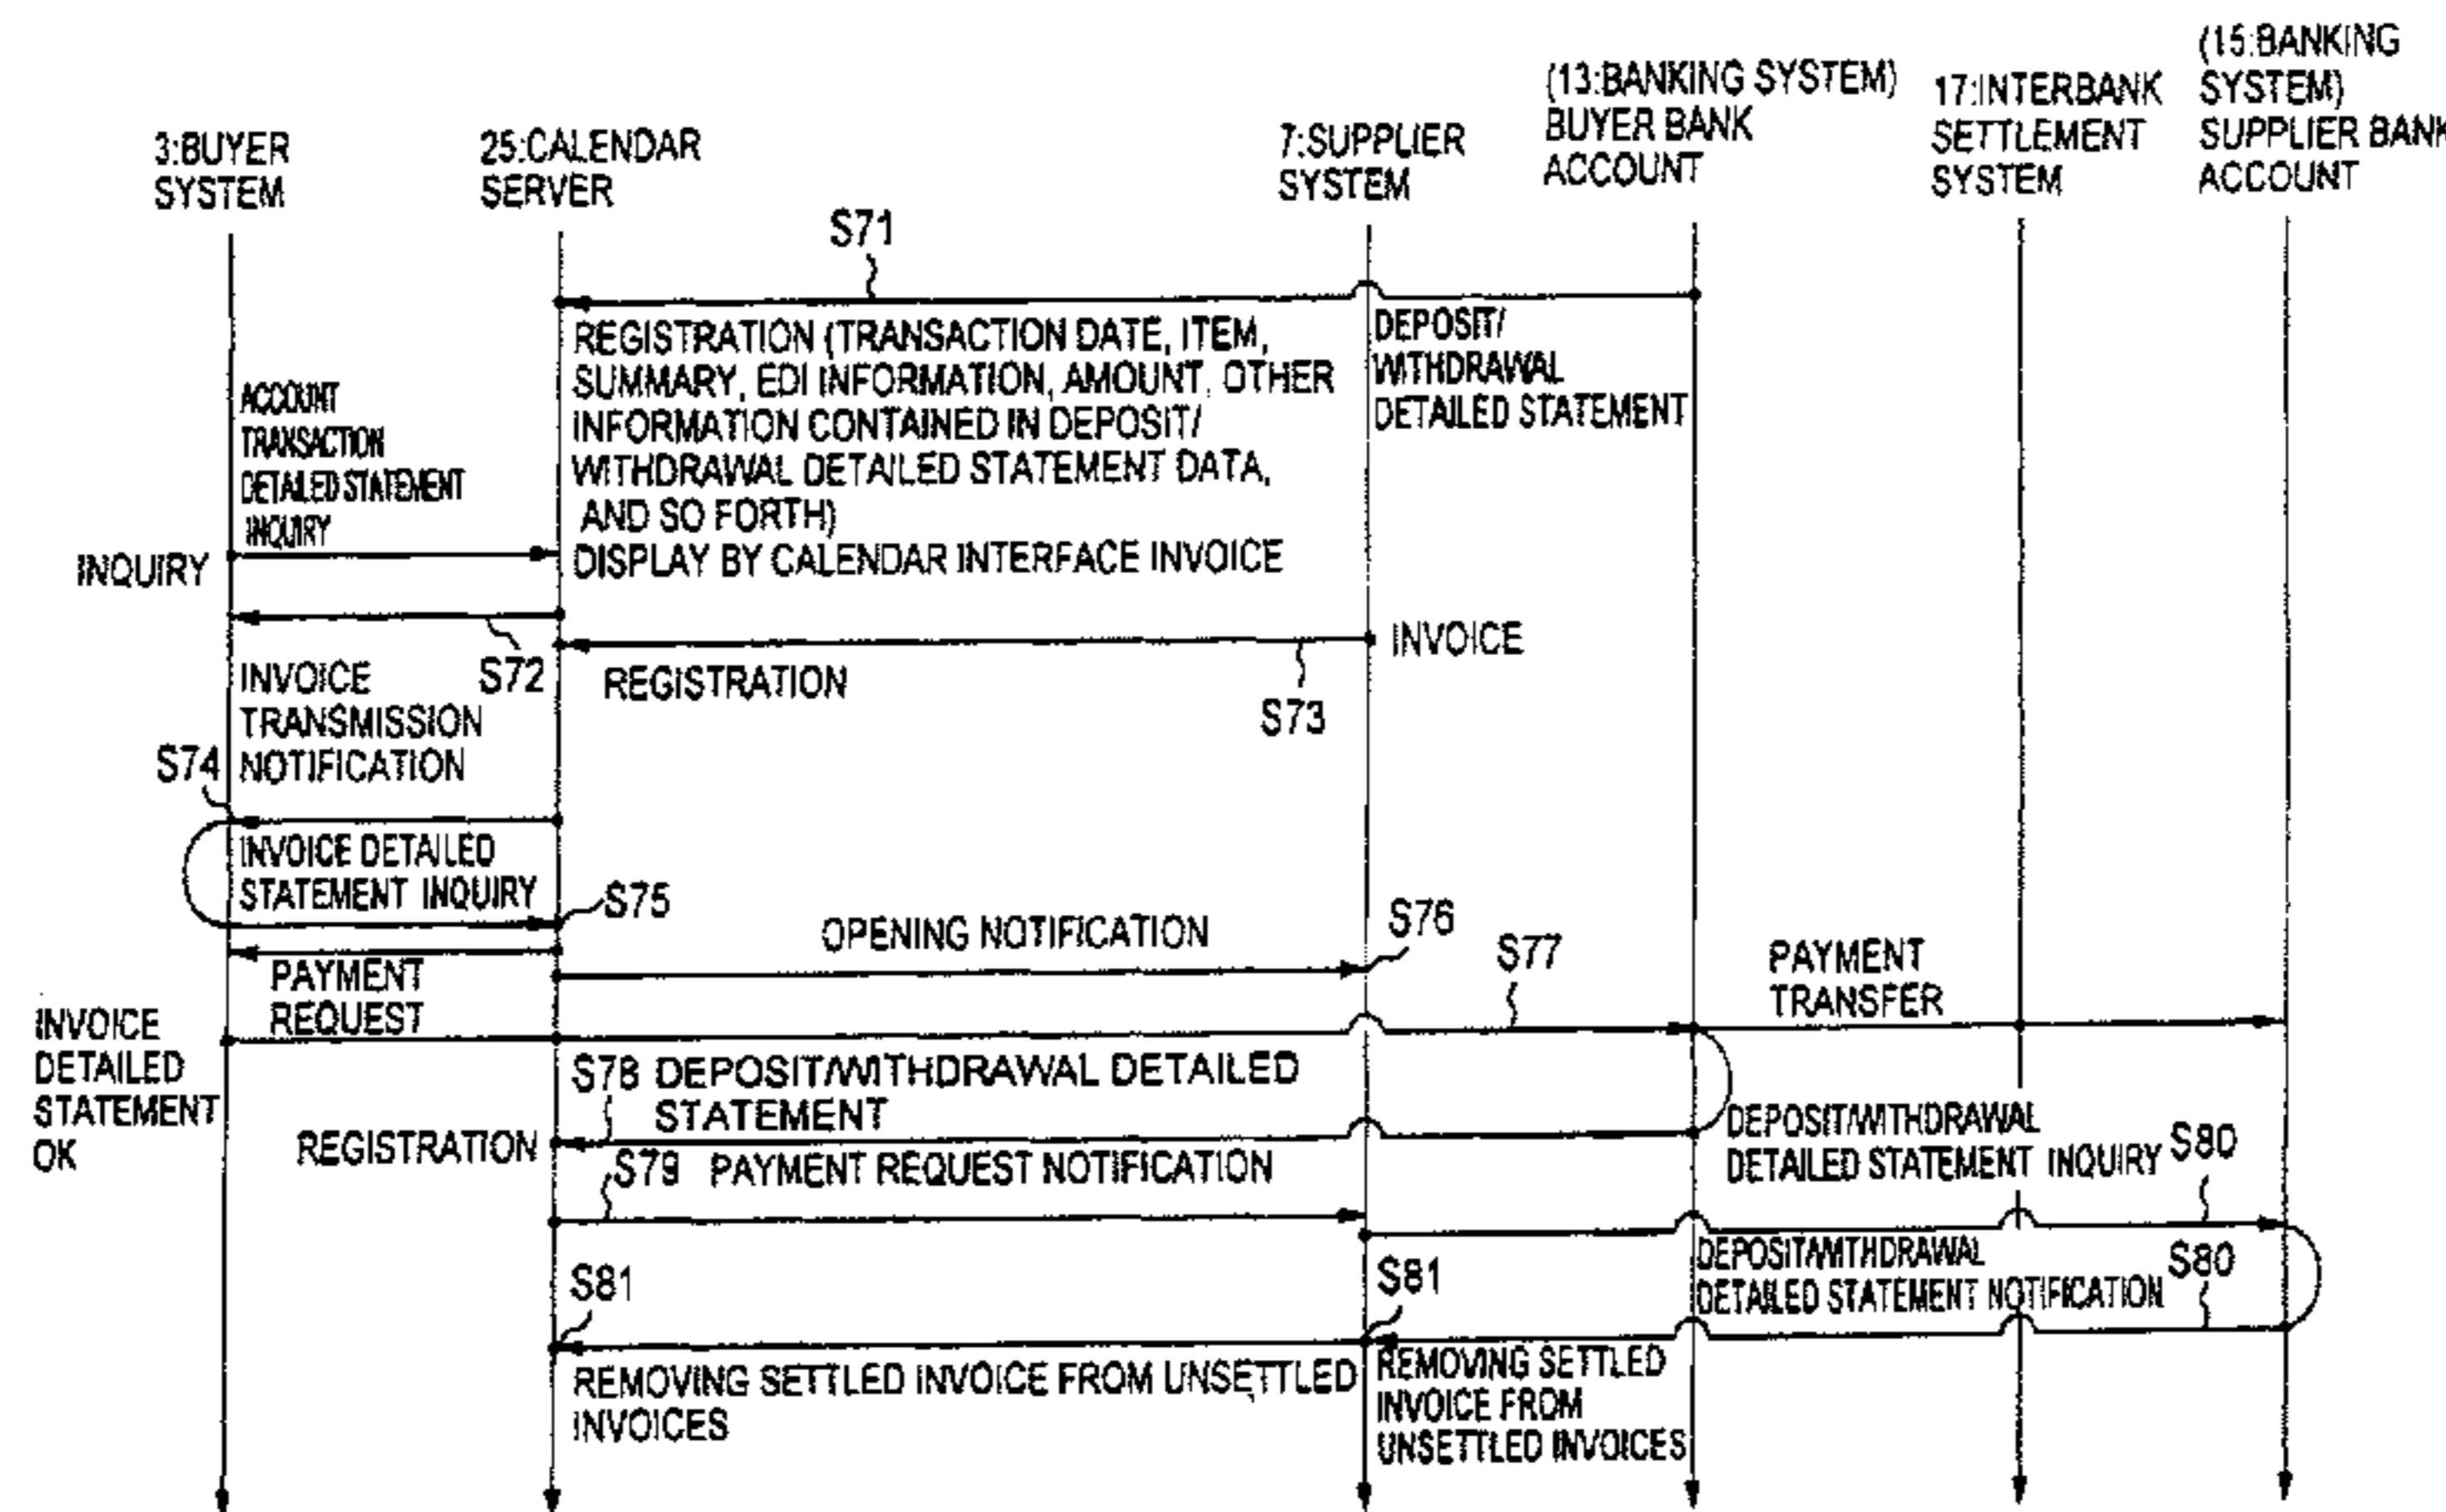 3:BUYER
SYSTEM
25:CALENDAR
SERVER
7:SUPPLIER
SYSTEM
(13:BANKING SYSTEM)
BUYER BANK
ACCOUNT
17:INTERBANK
SETTLEMENT
SYSTEM
(15:BANKING
SYSTEM)
SUPPLIER BANK
ACCOUNT
S71
REGISTRATION (TRANSACTION DATE, ITEM,
SUMMARY, EDI INFORMATION, AMOUNT, OTHER
INFORMATION CONTAINED IN DEPOSIT/
WITHDRAWAL DETAILED STATEMENT DATA,
AND SO FORTH)
DISPLAY BY CALENDAR INTERFACE INVOICE
DEPOSIT/
WITHDRAWAL
DETAILED STATEMENT
ACCOUNT
TRANSACTION
DETAILED STATEMENT
INQUIRY
INQUIRY
S72
REGISTRATION
S73
INVOICE
INVOICE
TRANSMISSION
NOTIFICATION
S74
INVOICE DETAILED
STATEMENT INQUIRY
S75
OPENING NOTIFICATION
S76
S77
PAYMENT
TRANSFER
PAYMENT
REQUEST
INVOICE
DETAILED
STATEMENT
OK
S78 DEPOSIT/WITHDRAWAL DETAILED
STATEMENT
REGISTRATION
DEPOSIT/WITHDRAWAL
DETAILED STATEMENT INQUIRY
S80
S79 PAYMENT REQUEST NOTIFICATION
DEPOSIT/WITHDRAWAL
DETAILED STATEMENT NOTIFICATION
S80
S81
S81
REMOVING SETTLED INVOICE FROM UNSETTLED
INVOICES
REMOVING SETTLED
INVOICE FROM
UNSETTLED INVOICES